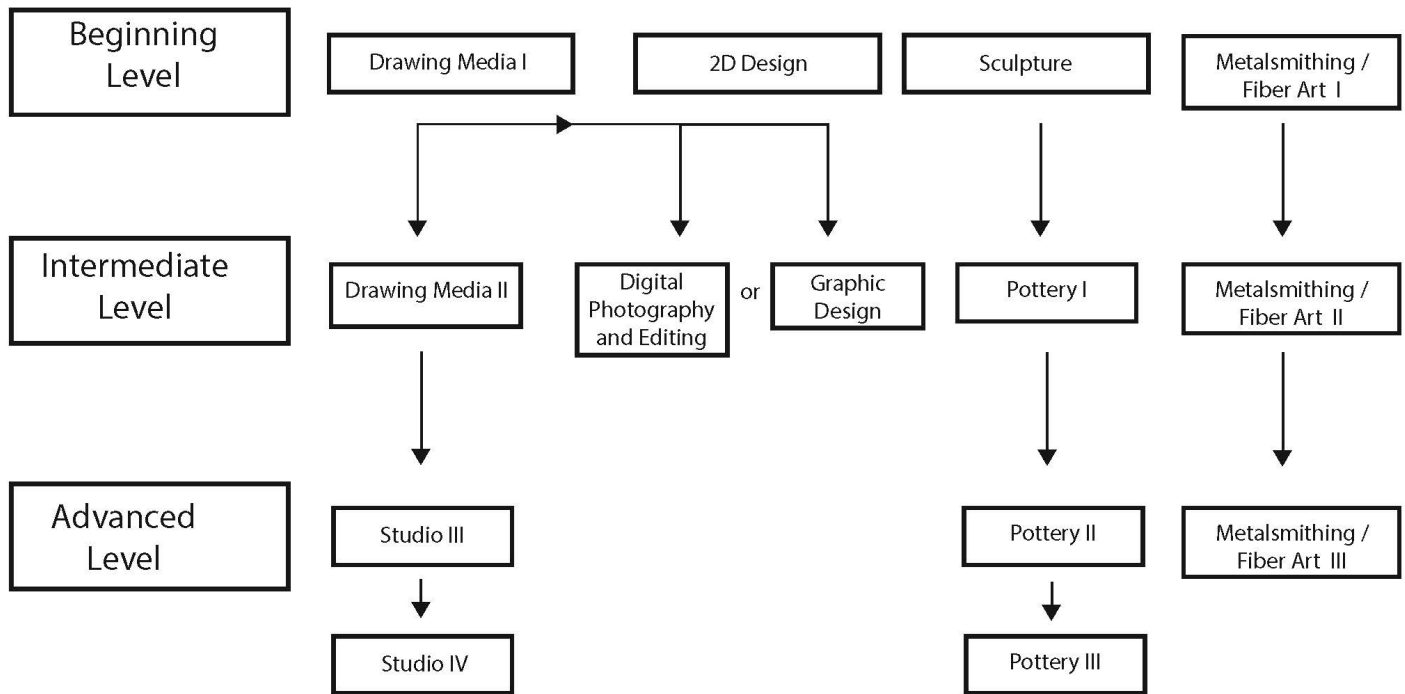 Beginning
Level
Drawing Media I
2D Design
Sculpture
Metalsmithing /
Fiber Art I
Intermediate
Level
Drawing Media II
Digital
Photography
and Editing
or
Graphic
Design
Pottery I
Metalsmithing /
Fiber Art II
Advanced
Level
Studio III
Pottery II
Metalsmithing /
Fiber Art III
Studio IV
Pottery III